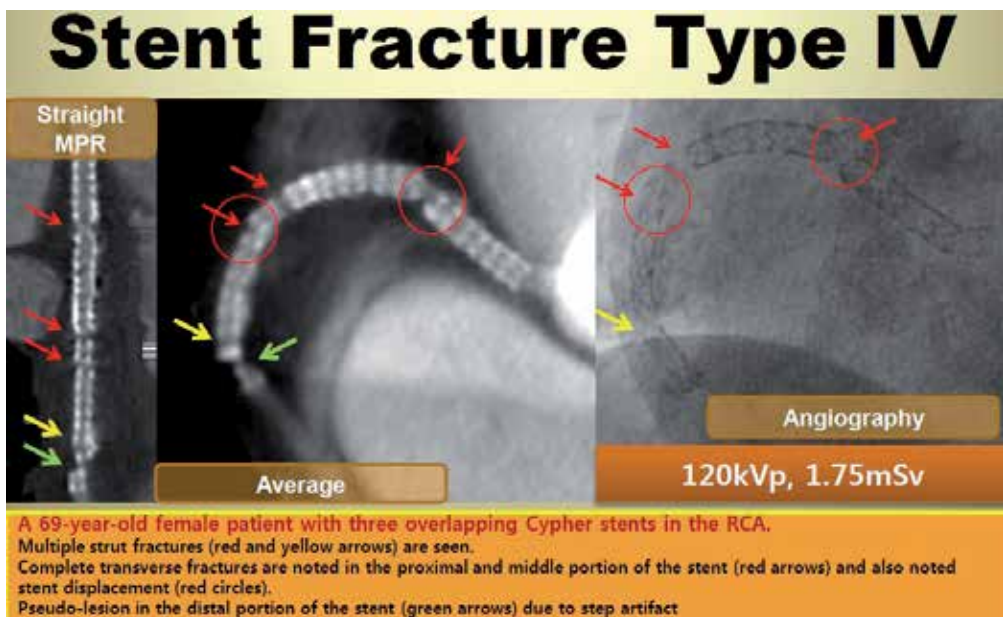 Stent Fracture Type IV
Straight
MPR
Average
Angiography
120kVp, 1.75mSv
A 69-year-old female patient with three overlapping Cypher stents in the RCA.
Multiple strut fractures (red and yellow arrows) are seen.
Complete transverse fractures are noted in the proximal and middle portion of the stent (red arrows) and also noted
stent displacement (red circles).
Pseudo-lesion in the distal portion of the stent (green arrows) due to step artifact